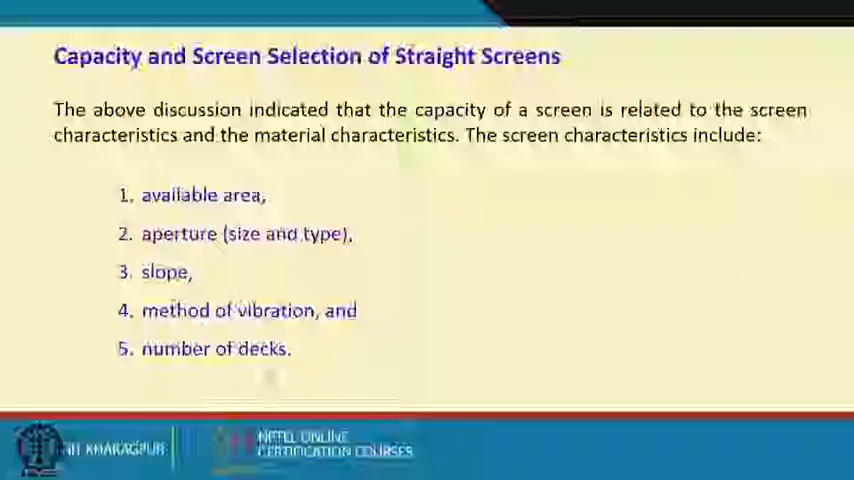 Capacity and Screen Selection of Straight Screens
The above discussion indicated that the capacity of a screen is related to the screen
characteristics and the material characteristics. The screen characteristics include:
1. available area,
2. aperture (size and type),
3. slope,
4. method of vibration, and
5. number of decks.
IIT KHARAGPUR
NPTEL ONLINE
CERTIFICATION COURSES